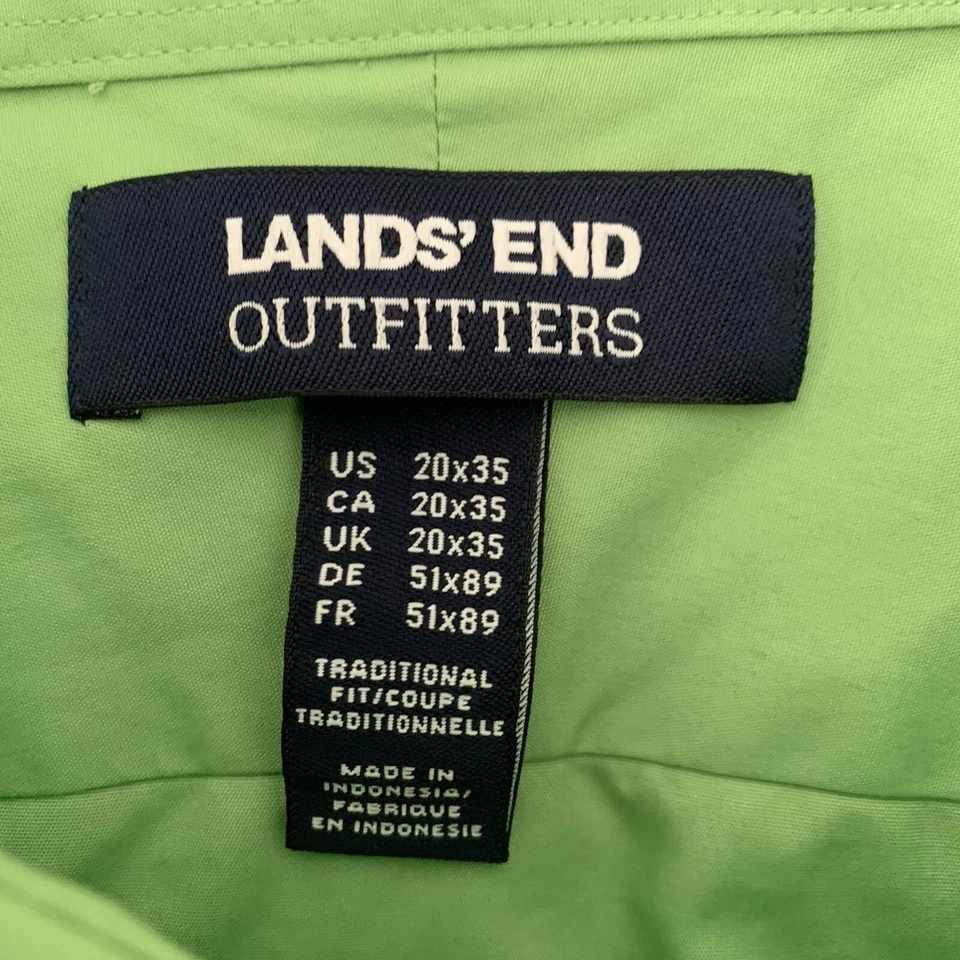 LANDS' END
OUTFITTERS
US 20x35
CA 20x35
UK 20x35
DE 51x89
FR 51x89
TRADITIONAL
FIT/COUPE
TRADITIONNELLE
MADE IN
INDONESIA/
FABRIQUE
EN INDONESIE